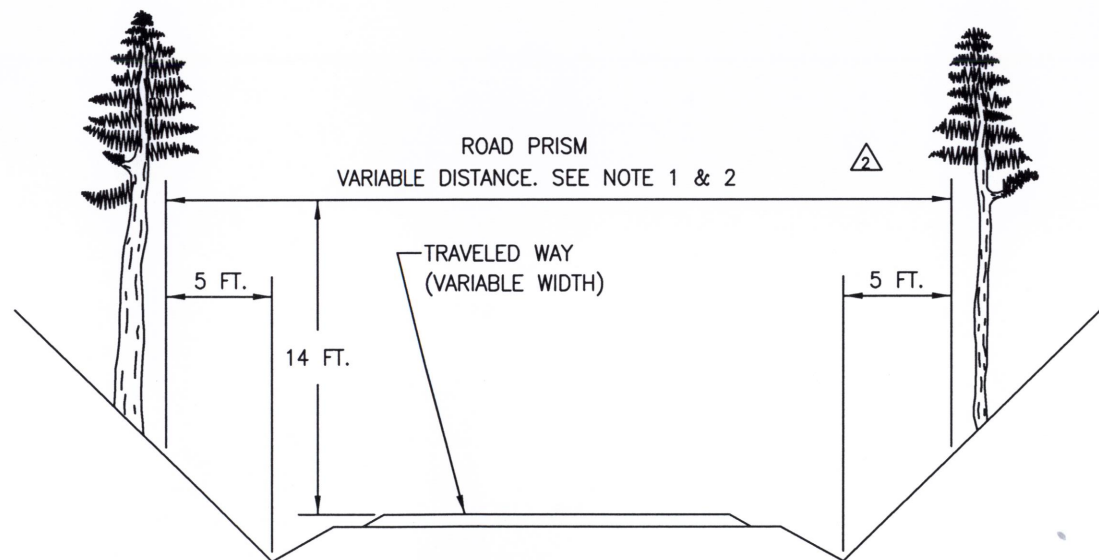 ROAD PRISM
VARIABLE DISTANCE. SEE NOTE 1 & 2
2
TRAVELED WAY
(VARIABLE WIDTH)
5 FT.
5 FT.
14 FT.